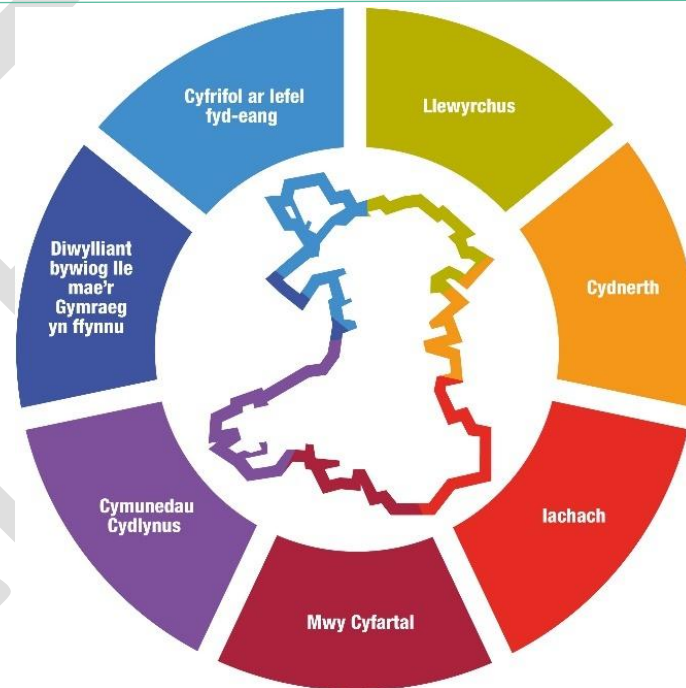 Llewyrchus
Cydnerth
Iachach
Mwy Cyfartal
Cymunedau
Cydlynus
Diwylliant
bywiog lle
mae'r
Gymraeg
yn ffynnu
Cyfrifol ar lefel
fyd-eang